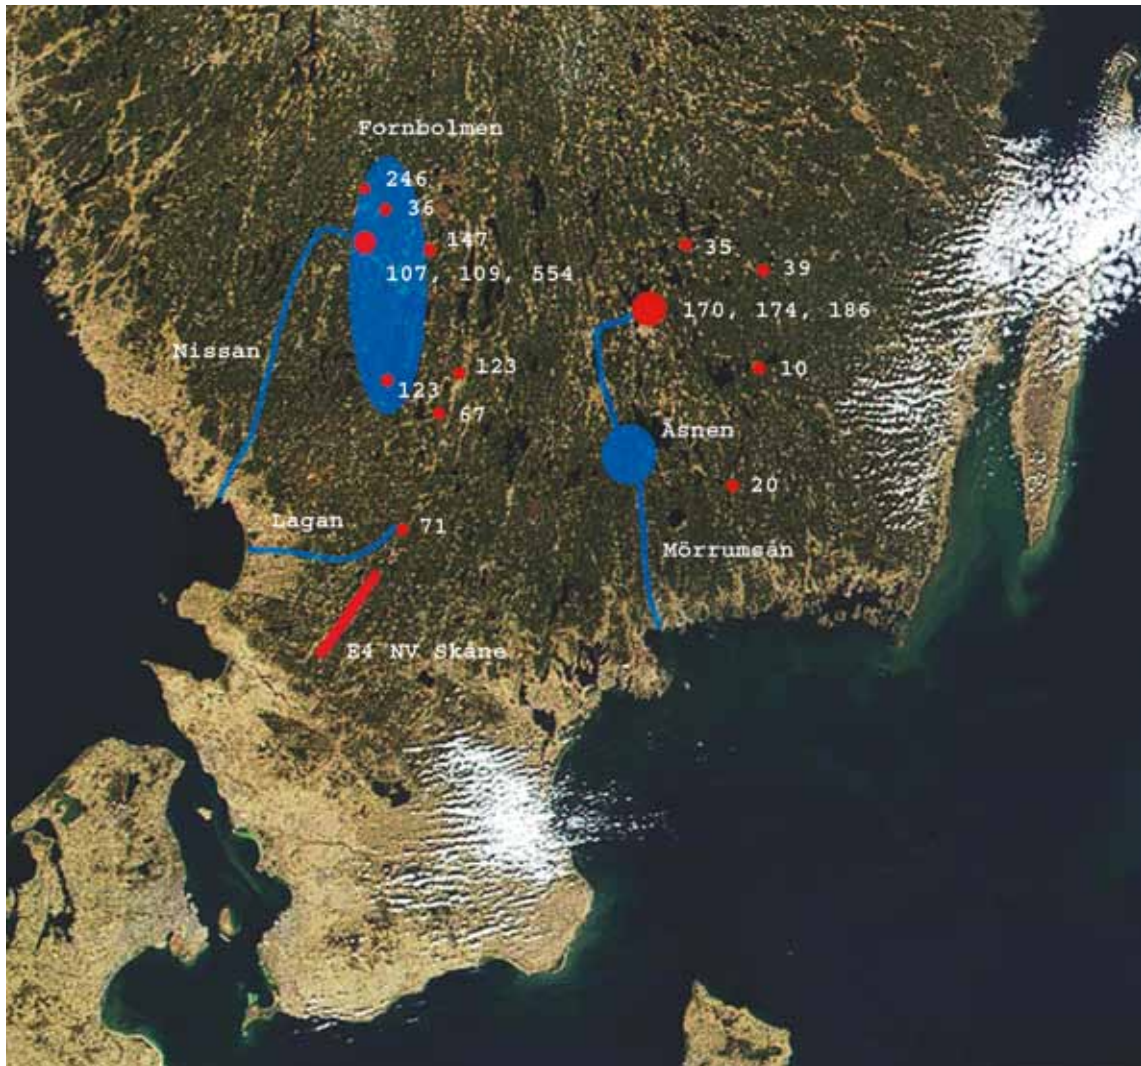 Fornbolmen
246
36
147
35
39
107, 109, 554
170, 174, 186
Nissan
123
10
123
67
Åsnen
20
Lagan
71
Mörrumsån
E4 NV Skåne